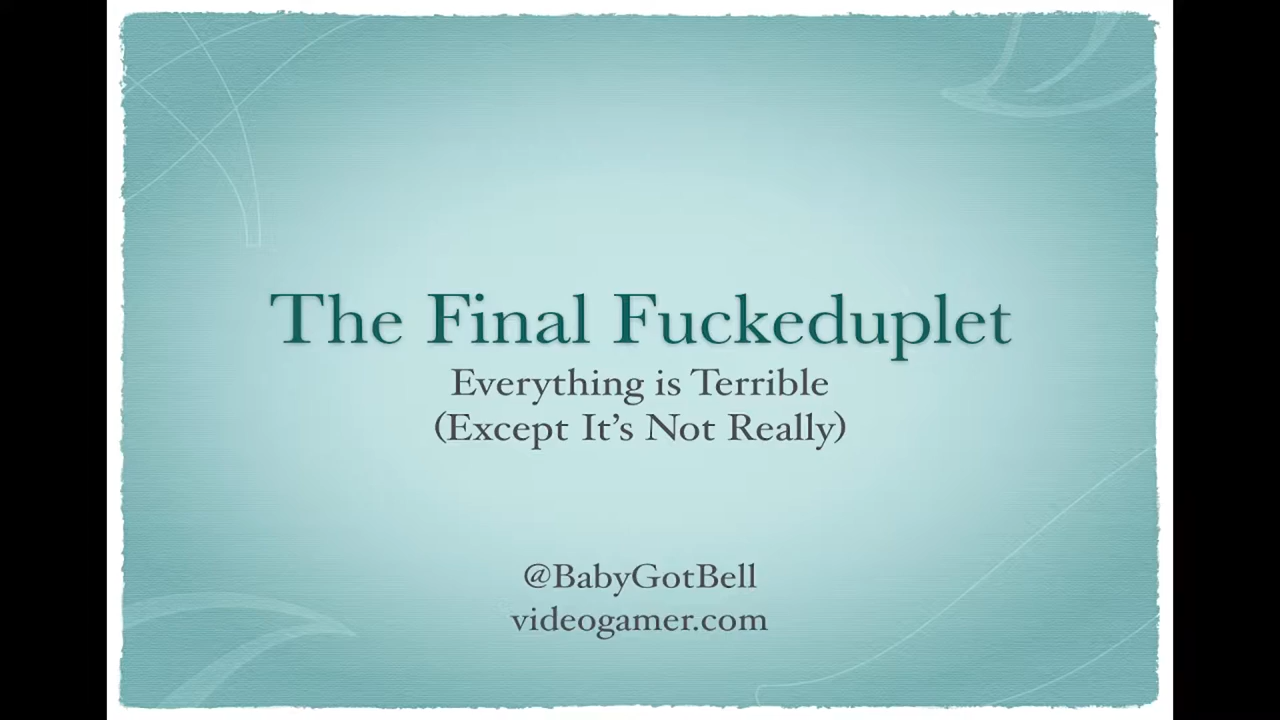 The Final Fuckeduplet
Everything is Terrible
(Except It’s Not Really)
@BabyGotBell
videogamer.com